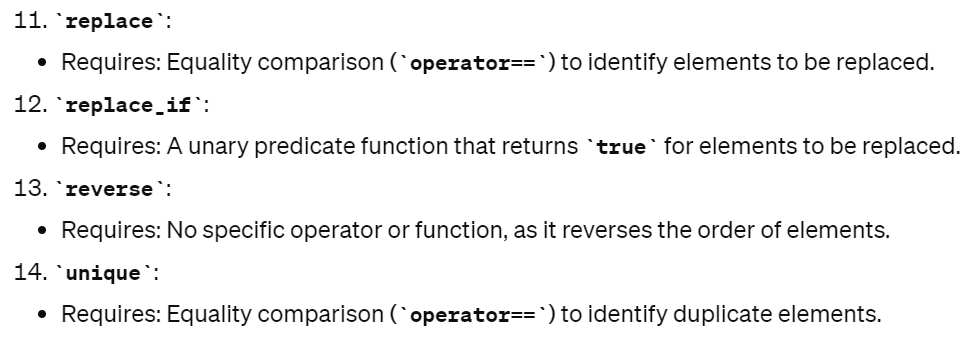 11. `replace`:
• Requires: Equality comparison (`operator==`) to identify elements to be replaced.
12. `replace_if`:
• Requires: A unary predicate function that returns `true` for elements to be replaced.
13. `reverse`:
• Requires: No specific operator or function, as it reverses the order of elements.
14. `unique`:
• Requires: Equality comparison (`operator==`) to identify duplicate elements.